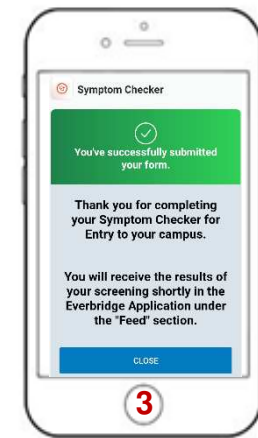 Symptom Checker
You've successfully submitted
your form.
Thank you for completing
your Symptom Checker for
Entry to your campus.
You will receive the results of
your screening shortly in the
Everbridge Application under
the "Feed" section.
CLOSE
3